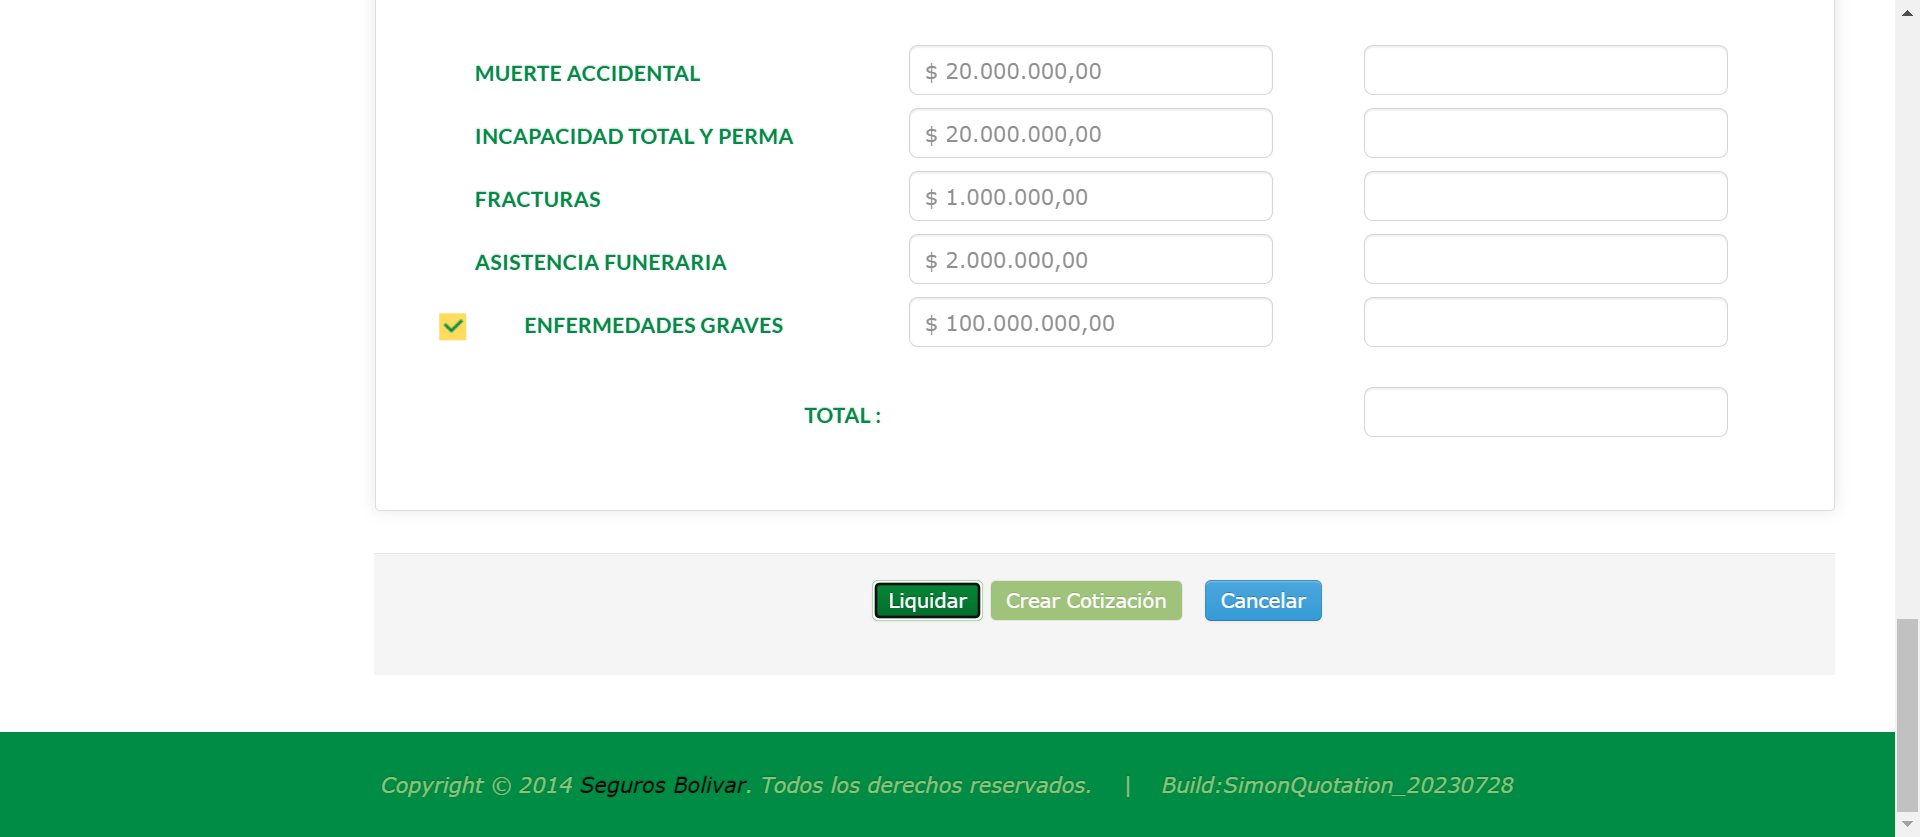 MUERTE ACCIDENTAL $ 20.000.000,00
INCAPACIDAD TOTAL Y PERMA $ 20.000.000,00
FRACTURAS $ 1.000.000,00
ASISTENCIA FUNERARIA $ 2.000.000,00
ENFERMEDADES GRAVES $ 100.000.000,00
TOTAL :
Liquidar Crear Cotización Cancelar
Copyright © 2014 Seguros Bolivar. Todos los derechos reservados. | Build:SimonQuotation_20230728